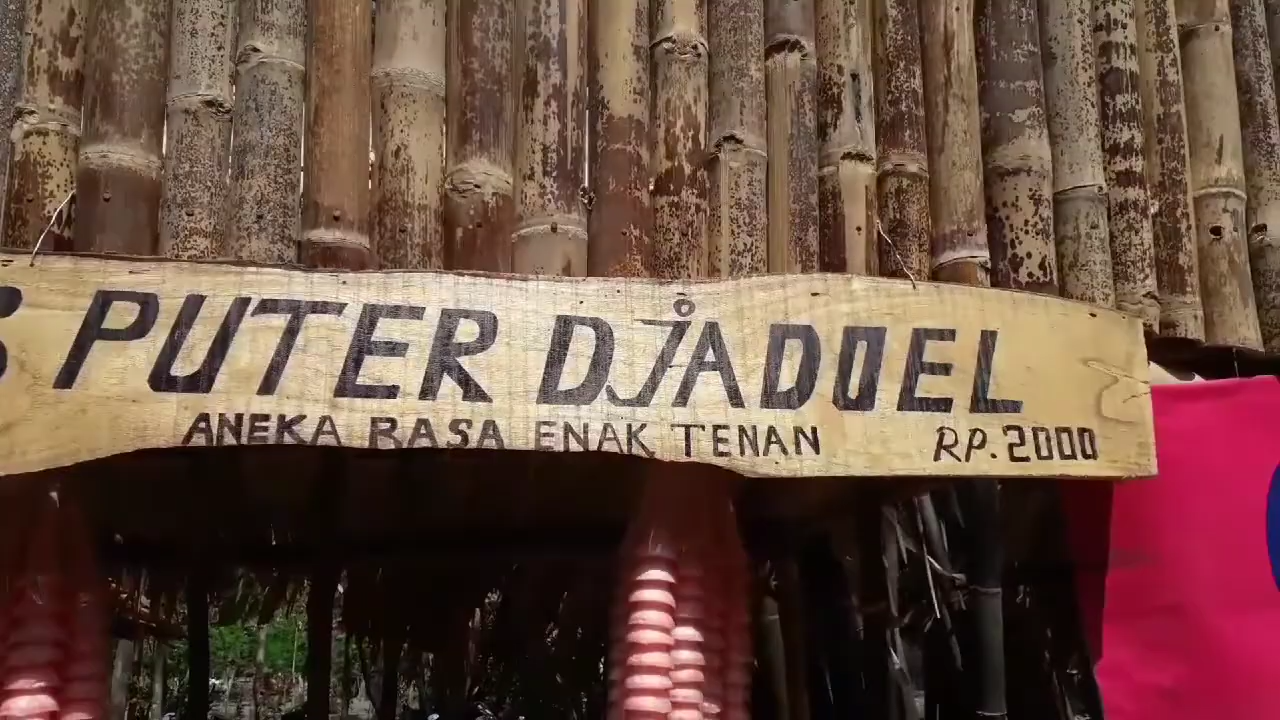 PUTER DJADOEL
ANEKA RASA ENAK TENAN RP. 2000